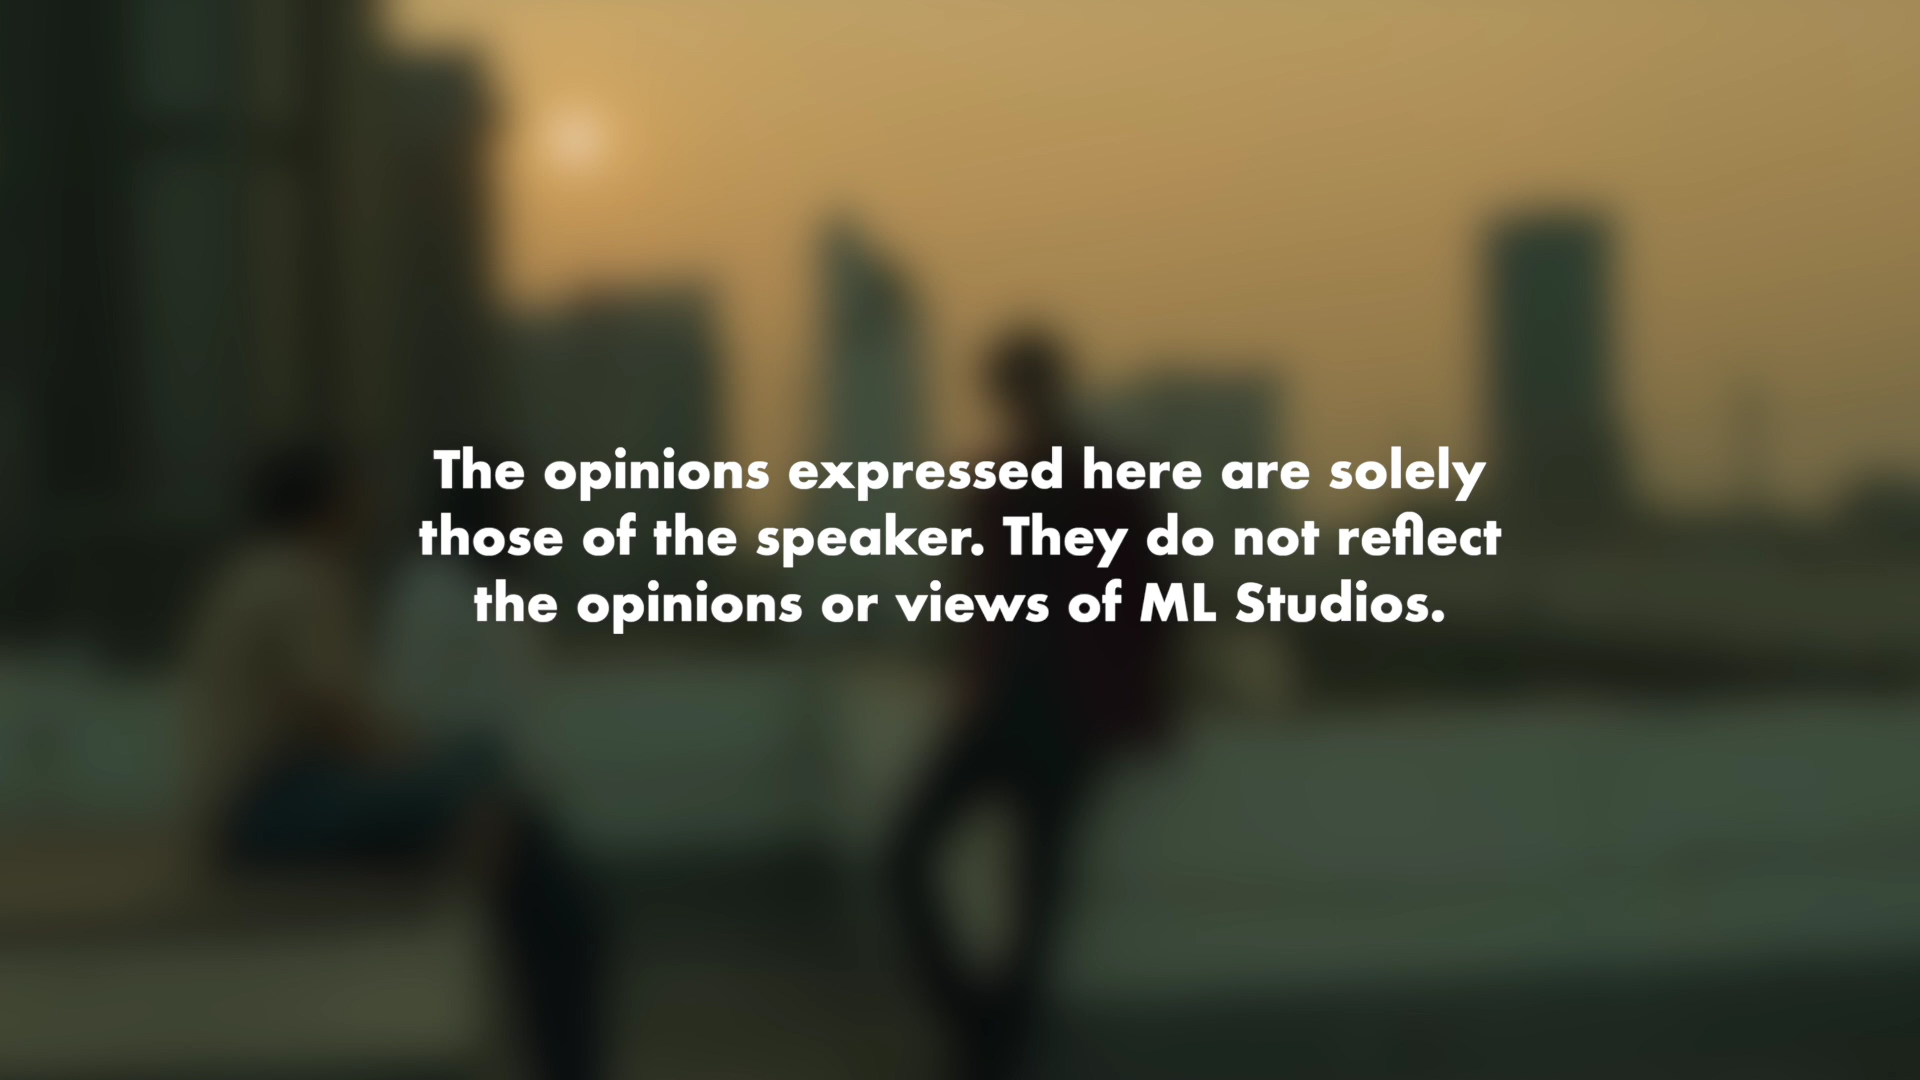 The opinions expressed here are solely
those of the speaker. They do not reflect
the opinions or views of ML Studios.